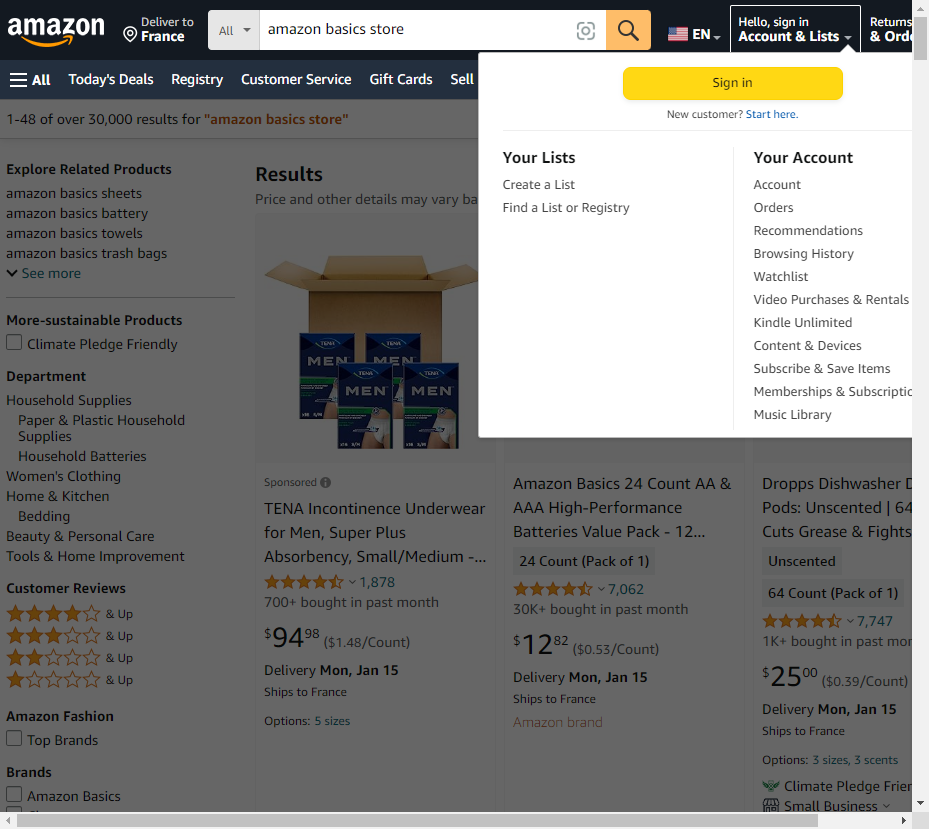 amazon
Deliver to
France
All
amazon basics store
EN
Hello, sign in
Account & Lists
Returns
All
Today's Deals
Registry
Customer Service
Gift Cards
Sell
Sign in
New customer? Start here.
Your Lists
Create a List
Find a List or Registry
Your Account
Account
Orders
Recommendations
Browsing History
Watchlist
Video Purchases & Rentals
Kindle Unlimited
Content & Devices
Subscribe & Save Items
Memberships &
Music Library
1-48 of over 30,000 results for "amazon basics store"
Explore Related Products
amazon basics sheets
amazon basics battery
amazon basics towels
amazon basics trash bags
See more
More-sustainable Products
Climate Pledge Friendly
Department
Household Supplies
Paper & Plastic Household
Supplies
Household Batteries
Women's Clothing
Home & Kitchen
Bedding
Beauty & Personal Care
Tools & Home Improvement
Customer Reviews
& Up
& Up
& Up
& Up
Amazon Fashion
Top Brands
Brands
Amazon Basics
Results
Price and other details may vary
TENA
MEN
TENA
TENA
MEN
TENA
MEN
Sponsored
TENA Incontinence Underwear
for Men, Super Plus
Absorbency, Small/Medium -...
1,878
700+ bought in past month
$94.98 ($1.48/Count)
Delivery Mon, Jan 15
Ships to France
Options: 5 sizes
Amazon Basics 24 Count AA &
AAA High-Performance
Batteries Value Pack - 12...
24 Count (Pack of 1)
7,062
30K+ bought in past month
$12.82 ($0.53/Count)
Delivery Mon, Jan 15
Ships to France
Amazon brand
Dropps Dishwasher
Pods: Unscented | 64
Cuts Grease & Fights
Unscented
64 Count (Pack of 1)
7,747
1K+ bought in past
$25.00 ($0.39/Count)
Delivery Mon, Jan 15
Ships to France
Options: 3 sizes, 3 scents
Climate Pledge
Small Business